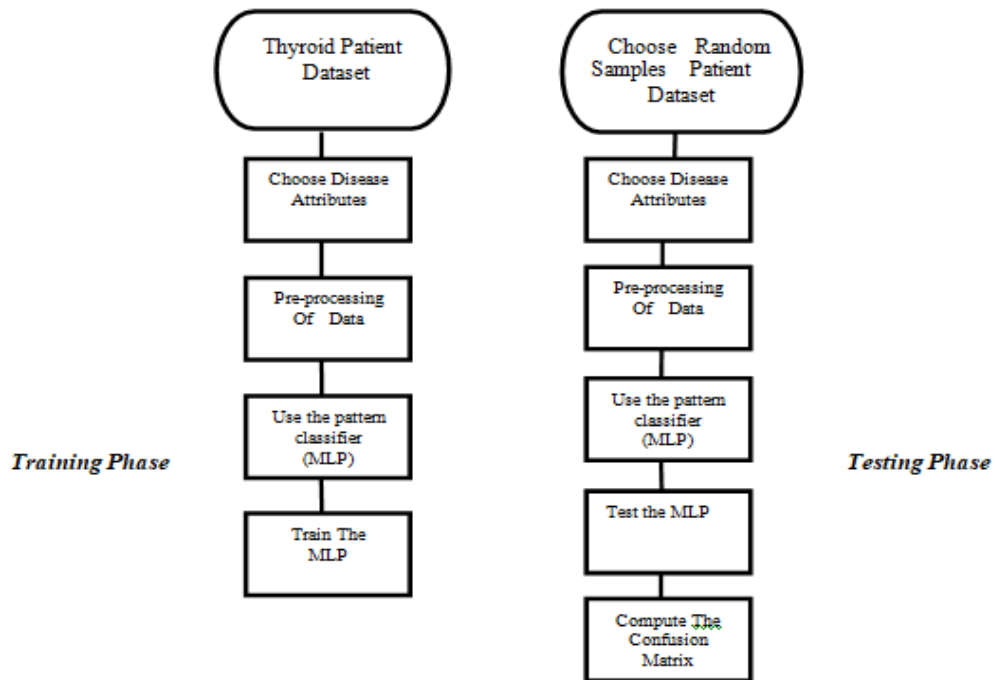 Thyroid Patient
Dataset
Choose Disease
Attributes
Pre-processing
Of Data
Use the pattern
classifier
(MLP)
Training Phase
Train The
MLP
Choose Random
Samples Patient
Dataset
Choose Disease
Attributes
Pre-processing
Of Data
Use the pattern
classifier
(MLP)
Testing Phase
Test the MLP
Compute The
Confusion
Matrix